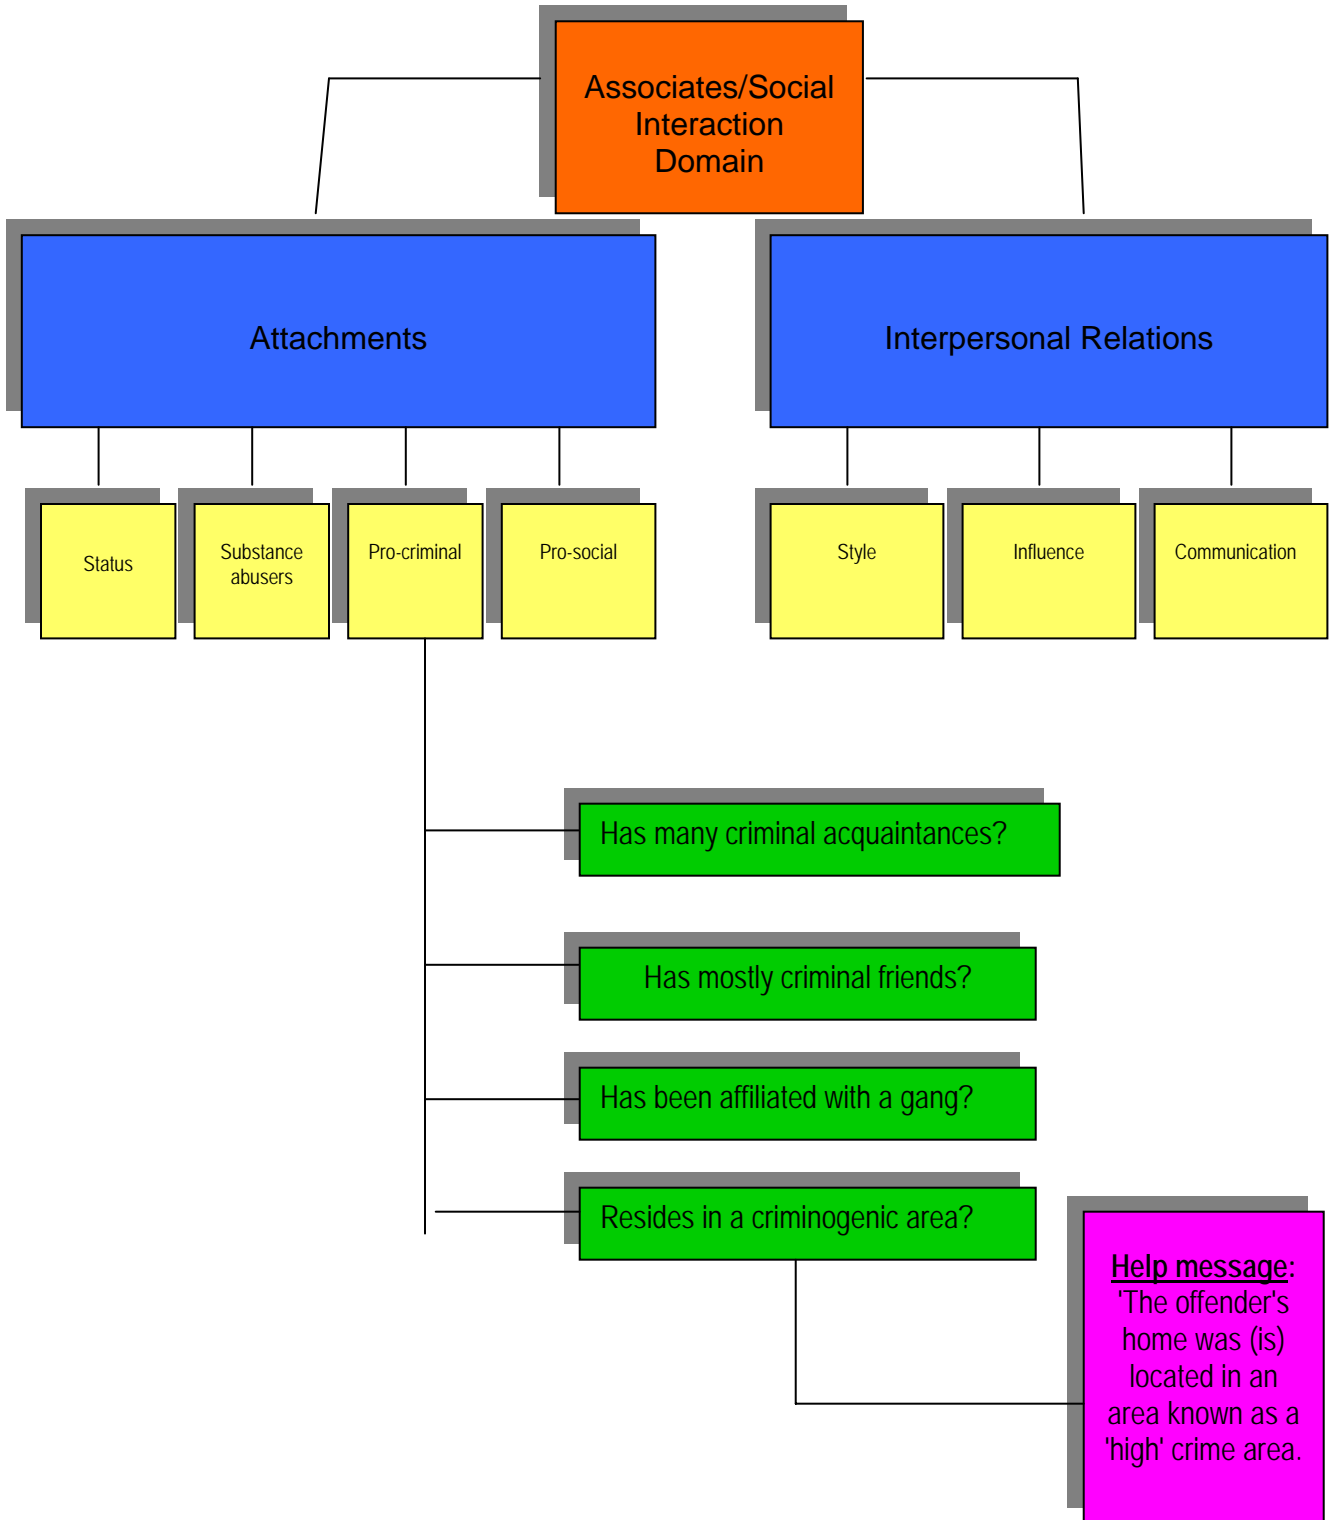 Associates/Social
Interaction
Domain
Attachments
Interpersonal Relations
Status
Substance
abusers
Pro-criminal
Pro-social
Style
Influence
Communication
Has many criminal acquaintances?
Has mostly criminal friends?
Has been affiliated with a gang?
Resides in a criminogenic area?
Help message:
'The offender's
home was (is)
located in an
area known as a
'high' crime area.